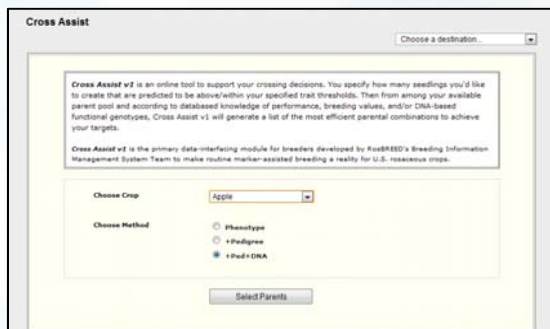 Cross Assist
Choose a destination...
Cross Assist v1 is an online tool to support your crossing decisions. You specify how many seedlings you'd like
to create that are predicted to be above/within your specified trait thresholds. Then from among your available
parent pool and according to databased knowledge of performance, breeding values, and/or DNA-based
functional genotypes, Cross Assist v1 will generate a list of the most efficient parental combinations to achieve
your targets.
Cross Assist v1 is the primary data-interfacing module for breeders developed by RosBREED's Breeding Information
Management System Team to make routine marker-assisted breeding a reality for U.S. rosaceous crops.
Choose Crop
Apple
Choose Method
Phenotype
+Pedigree
+Ped+DNA
Select Parents